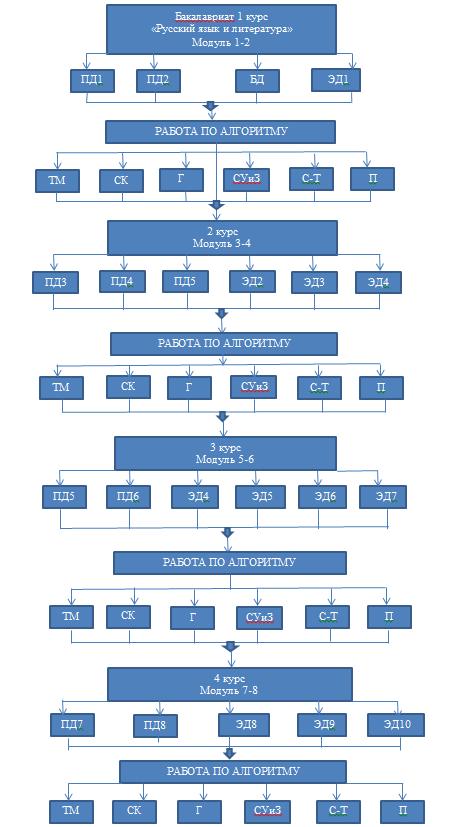 Бакалавриат 1 курс
«Русский язык и литература»
Модуль 1-2
ПД1 ПД2 БД ЭД1
РАБОТА ПО АЛГОРИТМУ
ТМ СК Г СУиЗ С-Т П
2 курс
Модуль 3-4
ПД3 ПД4 ПД5 ЭД2 ЭД3 ЭД4
РАБОТА ПО АЛГОРИТМУ
ТМ СК Г СУиЗ С-Т П
3 курс
Модуль 5-6
ПД5 ПД6 ЭД4 ЭД5 ЭД6 ЭД7
РАБОТА ПО АЛГОРИТМУ
ТМ СК Г СУиЗ С-Т П
4 курс
Модуль 7-8
ПД7 ПД8 ЭД8 ЭД9 ЭД10
РАБОТА ПО АЛГОРИТМУ
ТМ СК Г СУиЗ С-Т П